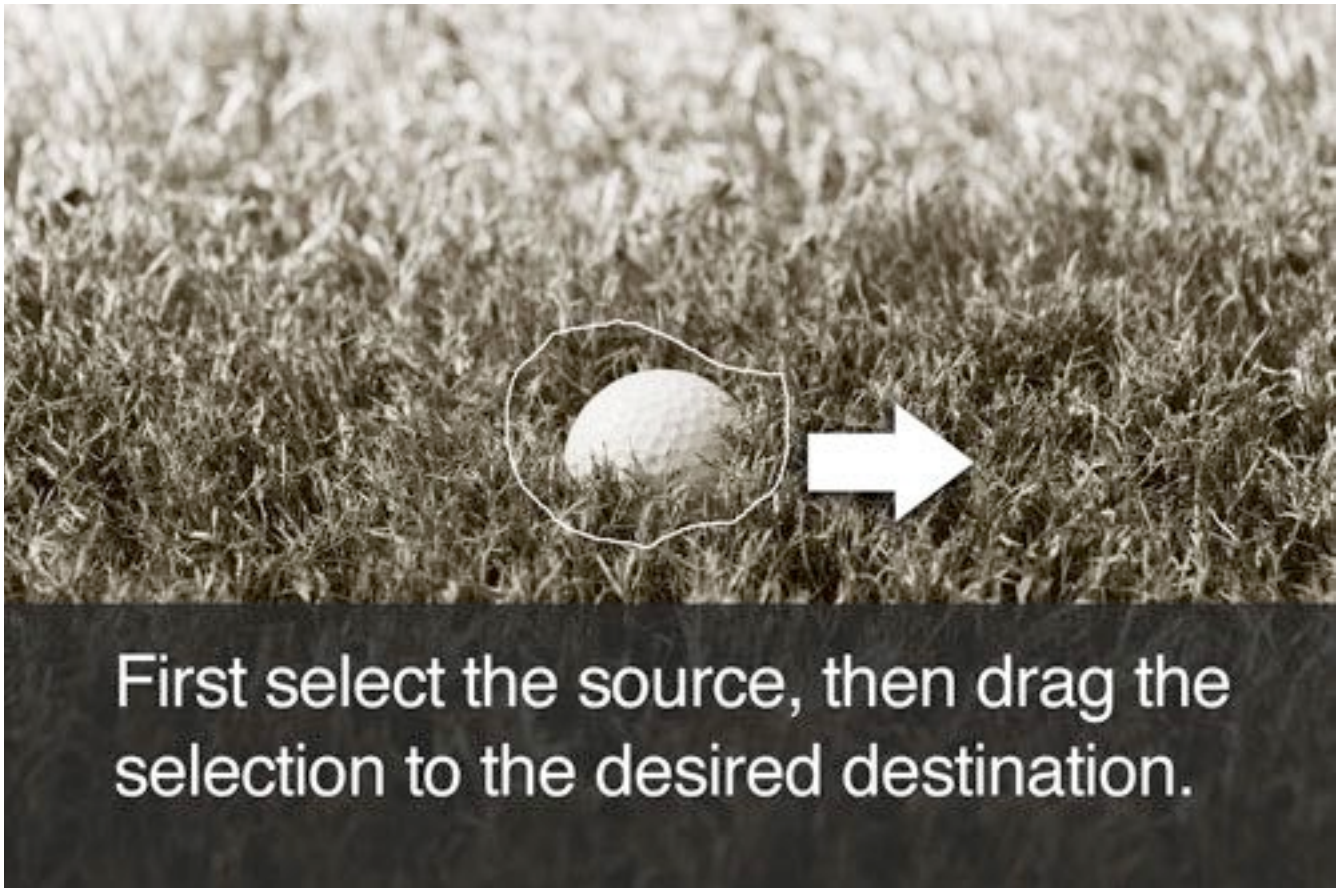 First select the source, then drag the
selection to the desired destination.